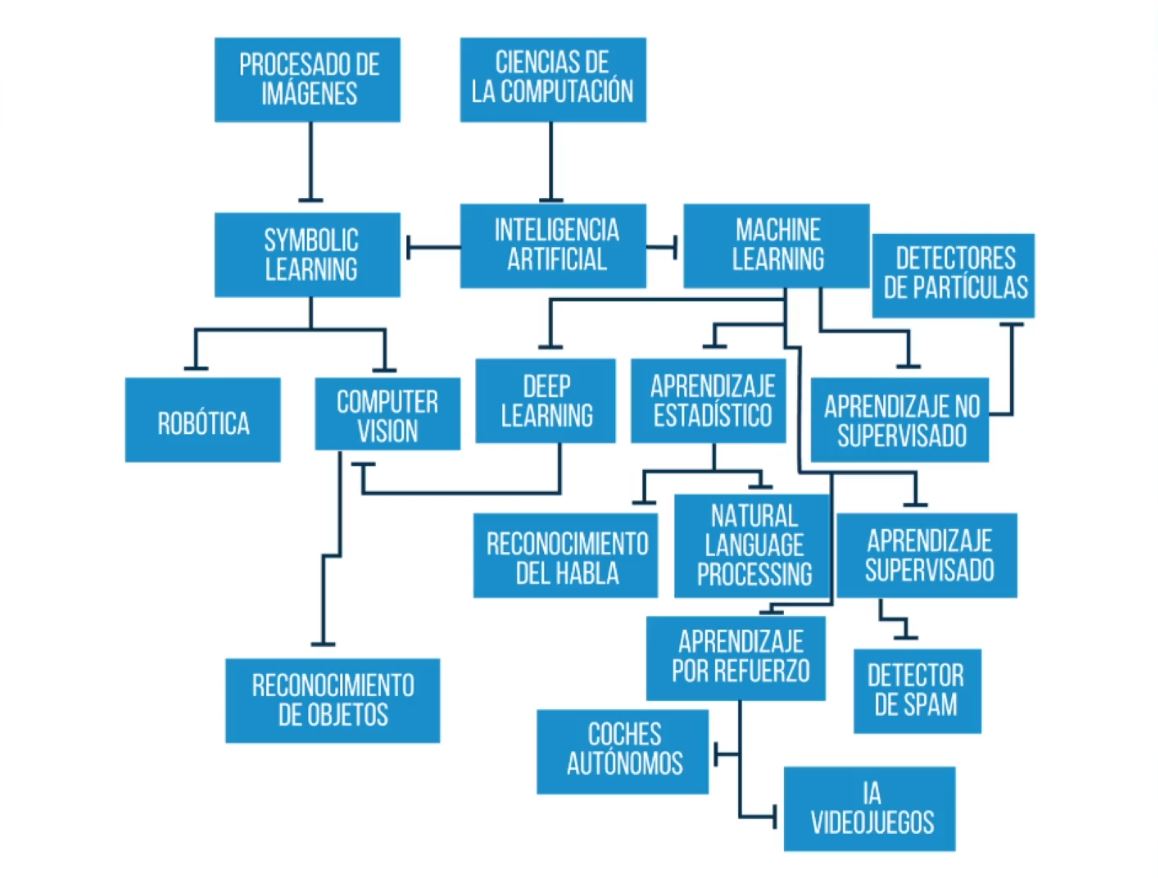 PROCESADO DE
IMÁGENES
CIENCIAS DE
LA COMPUTACIÓN
SYMBOLIC
LEARNING
INTELIGENCIA
ARTIFICIAL
MACHINE
LEARNING
DETECTORES
DE PARTÍCULAS
ROBÓTICA
COMPUTER
VISION
DEEP
LEARNING
APRENDIZAJE
ESTADÍSTICO
APRENDIZAJE NO
SUPERVISADO
RECONOCIMIENTO
DEL HABLA
NATURAL
LANGUAGE
PROCESSING
APRENDIZAJE
SUPERVISADO
APRENDIZAJE
POR REFUERZO
RECONOCIMIENTO
DE OBJETOS
DETECTOR
DE SPAM
COCHES
AUTÓNOMOS
IA
VIDEOJUEGOS